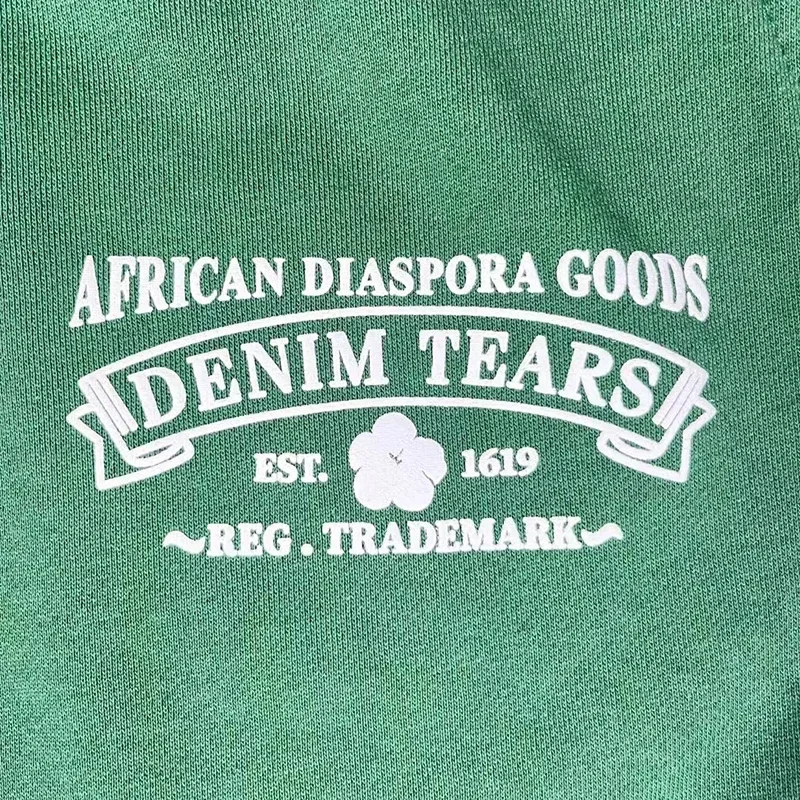 AFRICAN DIASPORA GOODS
DENIM TEARS
EST. 1619
~REG. TRADEMARK~